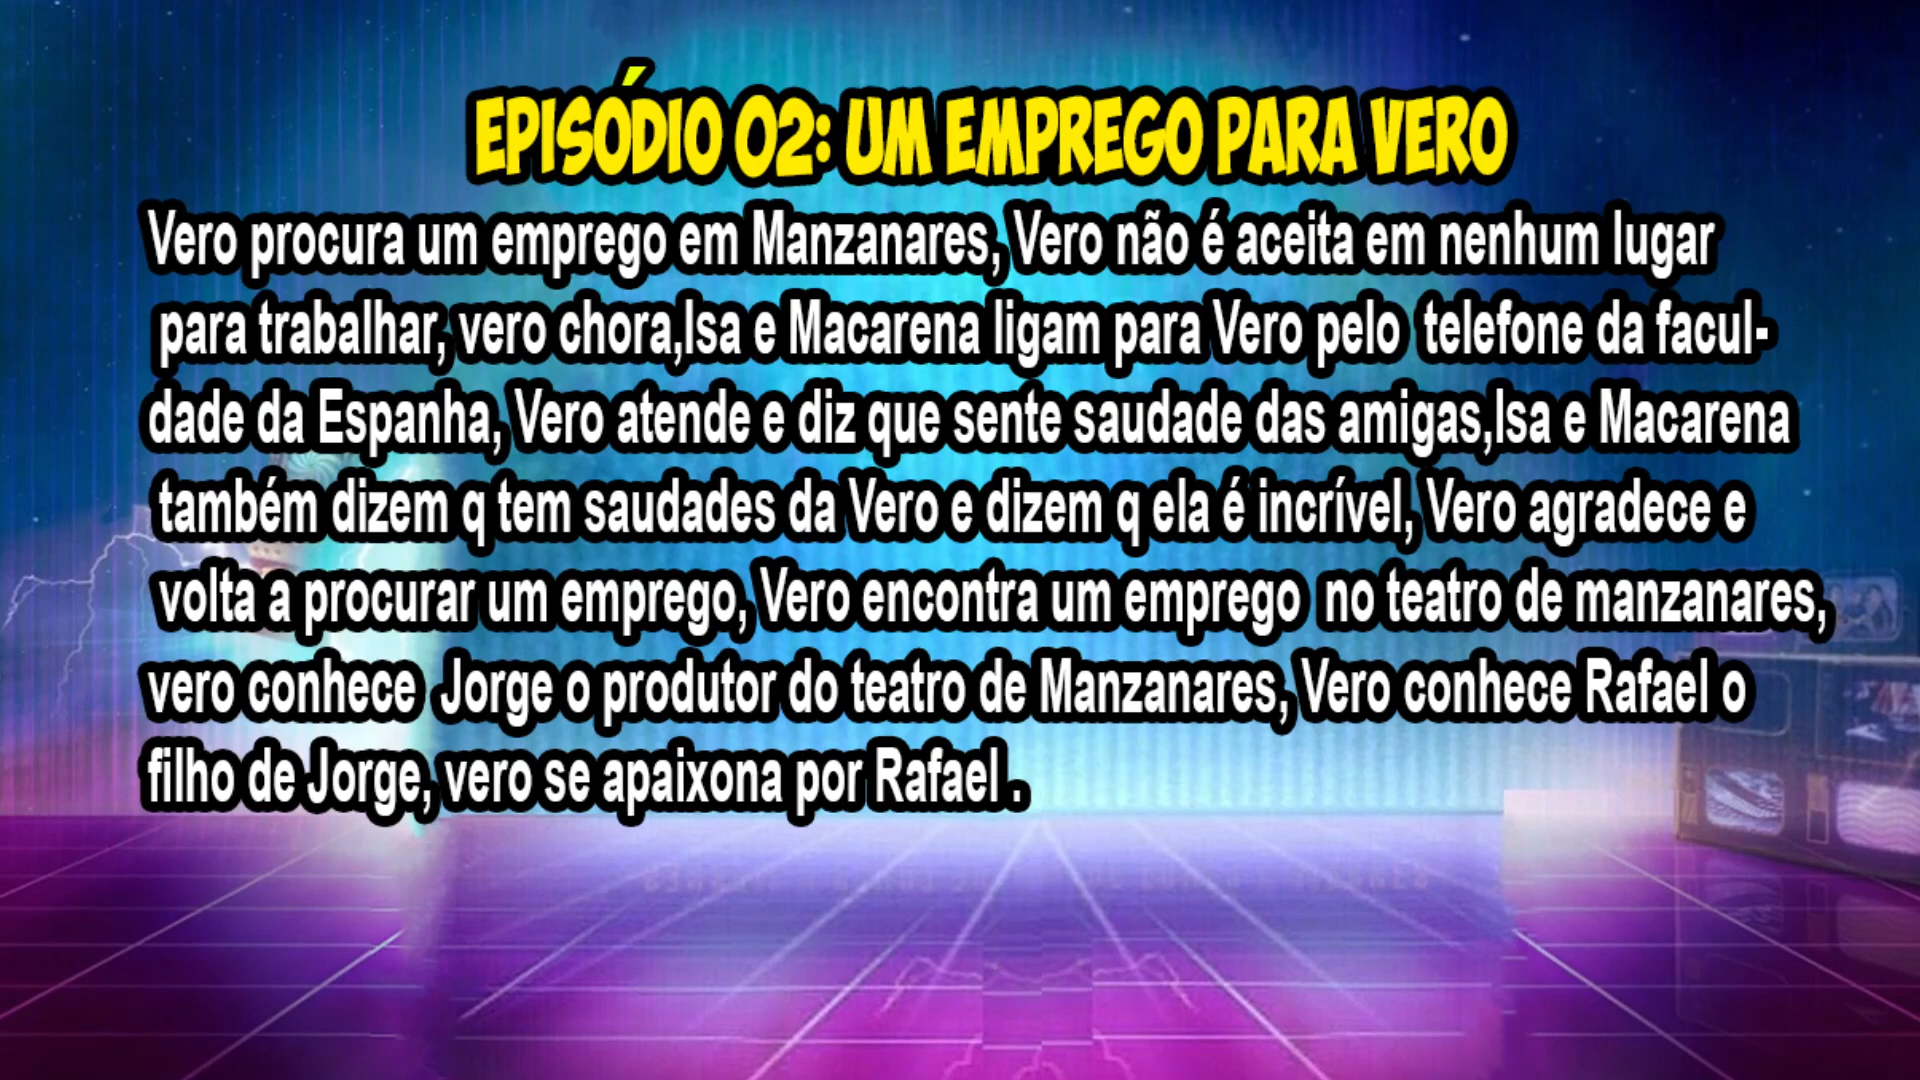 EPISÓDIO 02: UM EMPREGO PARA VERO
Vero procura um emprego em Manzanares, Vero não é aceita em nenhum lugar
para trabalhar, vero chora,Isa e Macarena ligam para Vero pelo  telefone da facul-
dade da Espanha, Vero atende e diz que sente saudade das amigas,Isa e Macarena
também dizem q tem saudades da Vero e dizem q ela é incrível, Vero agradece e
volta a procurar um emprego, Vero encontra um emprego  no teatro de manzanares,
vero conhece  Jorge o produtor do teatro de Manzanares, Vero conhece Rafael o
filho de Jorge, vero se apaixona por Rafael .